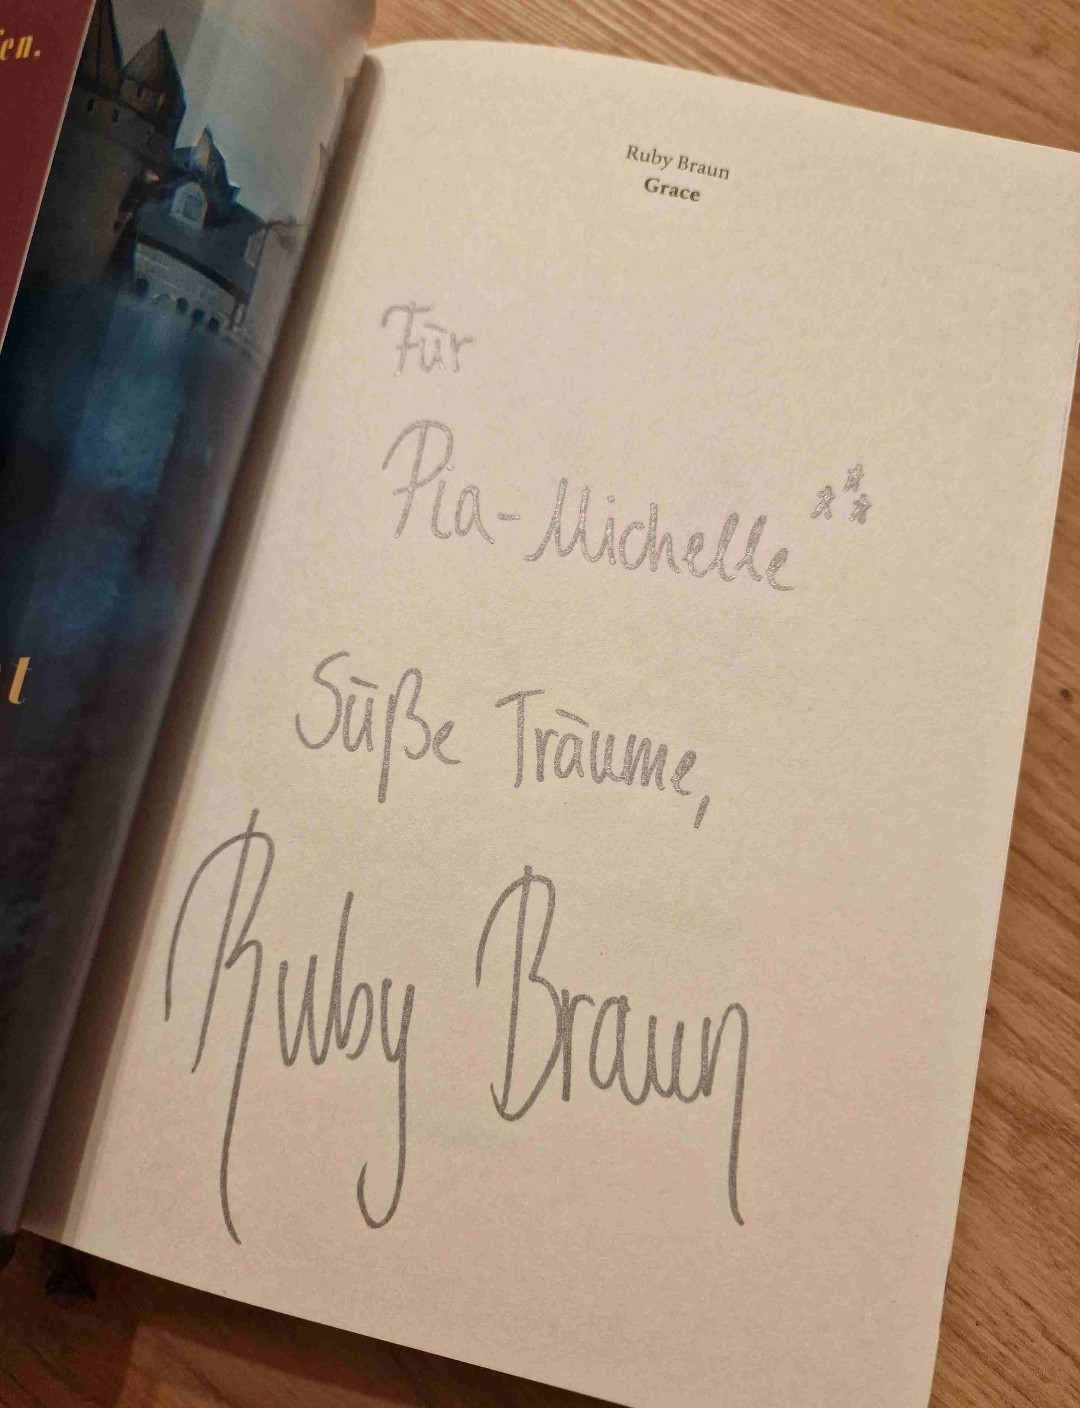 Ruby Braun
Grace
Für
Pia-Michelle
Süße Träume,
Ruby Braun